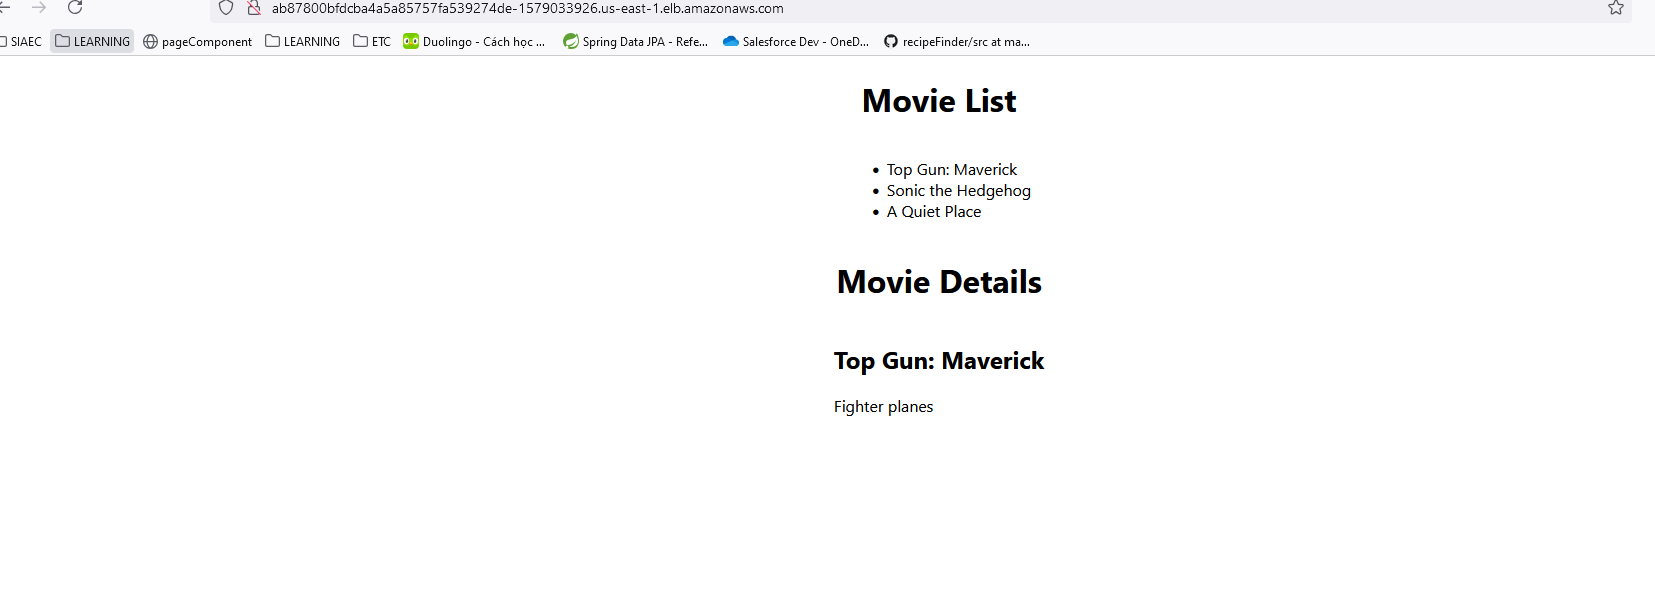 ab87800bfdcba4a5a85757fa539274de-1579033926.us-east-1.elb.amazonaws.com
SIAEC LEARNING pageComponent LEARNING ETC Duolingo - Cách học ... Spring Data JPA - Refe... Salesforce Dev - OneD... recipeFinder/src at ma...
Movie List
• Top Gun: Maverick
• Sonic the Hedgehog
• A Quiet Place
Movie Details
Top Gun: Maverick
Fighter planes